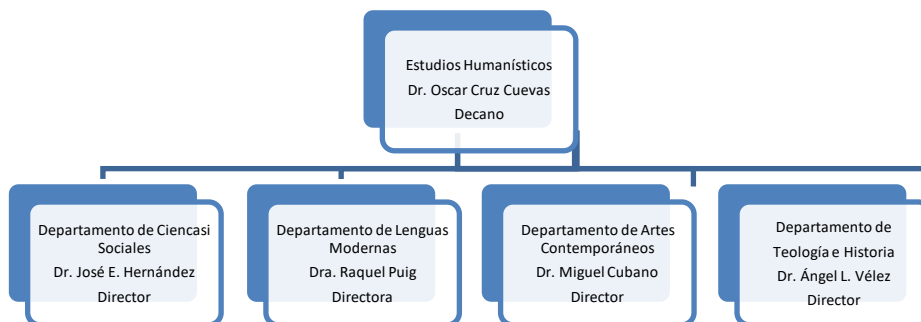 Estudios Humanísticos
Dr. Oscar Cruz Cuevas
Decano
Departamento de Ciencasi
Sociales
Dr. José E. Hernández
Director
Departamento de Lenguas
Modernas
Dra. Raquel Puig
Directora
Departamento de Artes
Contemporáneos
Dr. Miguel Cubano
Director
Departamento de
Teología e Historia
Dr. Ángel L. Vélez
Director